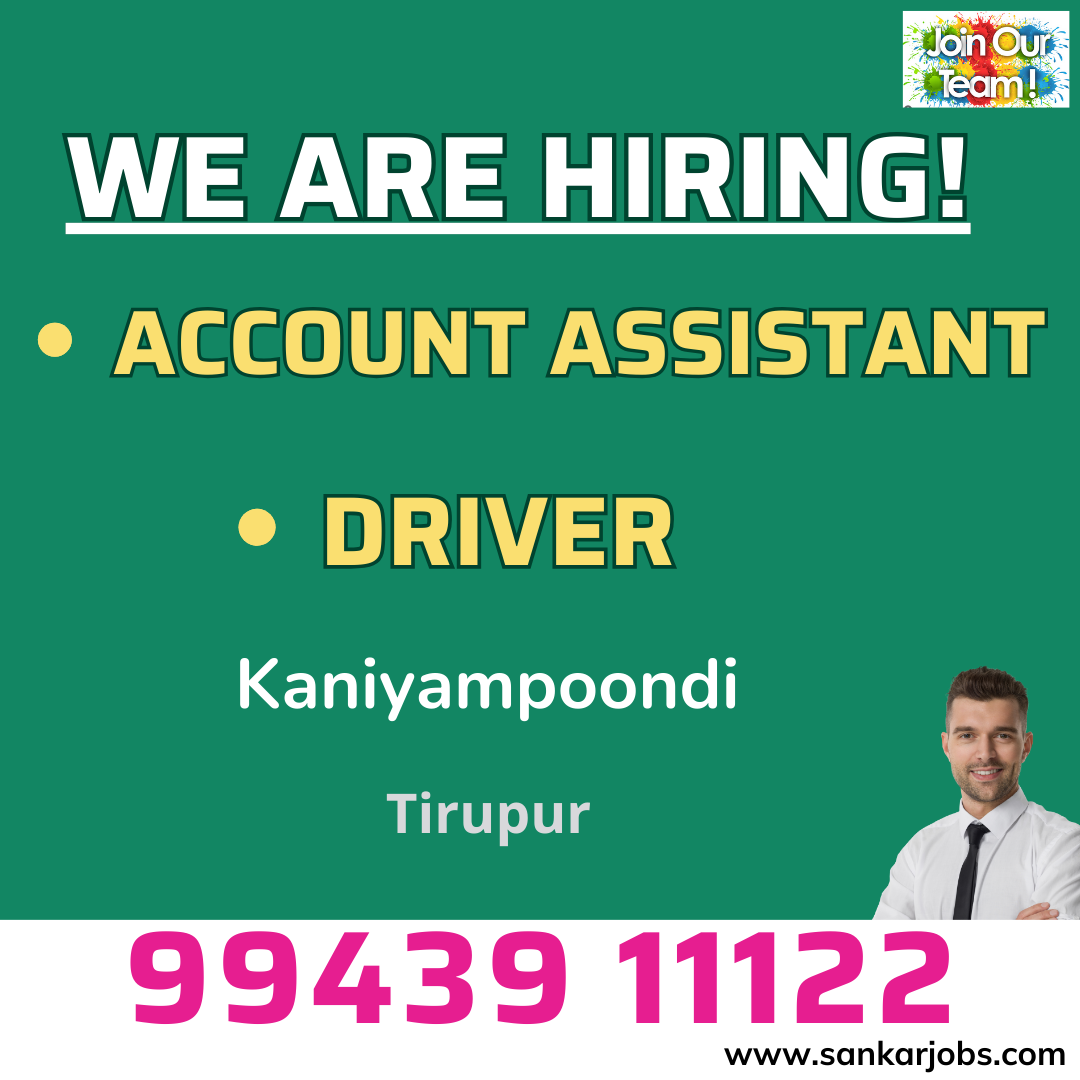 Join Our
Team !
WE ARE HIRING!
• ACCOUNT ASSISTANT
• DRIVER
Kaniyampoondi
Tirupur
99439 11122
www.sankarjobs.com